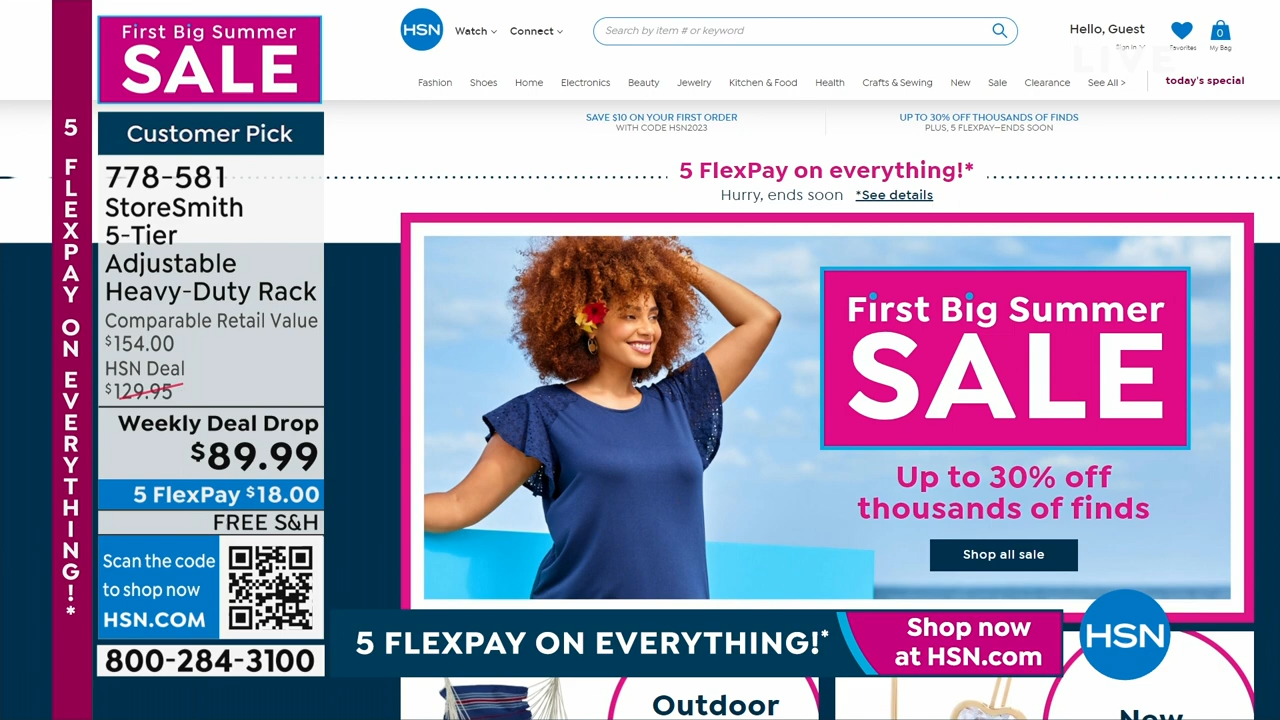 5 FLEXPAY ON EVERYTHING!*
First Big Summer
SALE
Customer Pick
778-581
StoreSmith
5-Tier
Adjustable
Heavy-Duty Rack
Comparable Retail Value
$154.00
HSN Deal
$129.95
Weekly Deal Drop
$89.99
5 FlexPay $18.00
FREE S&H
Scan the code
to shop now
HSN.COM
800-284-3100
HSN
Watch
Connect
Search by item # or keyword
Hello, Guest
Sign in
Favorites
0
My Bag
LIVE
Fashion Shoes Home Electronics Beauty Jewelry Kitchen & Food Health Crafts & Sewing New Sale Clearance See All >
today's special
SAVE $10 ON YOUR FIRST ORDER
WITH CODE HSN2023
UP TO 30% OFF THOUSANDS OF FINDS
PLUS, 5 FLEXPAY—ENDS SOON
5 FlexPay on everything!*
Hurry, ends soon *See details
First Big Summer
SALE
Up to 30% off
thousands of finds
Shop all sale
5 FLEXPAY ON EVERYTHING!*
Shop now
at HSN.com
HSN
Outdoor
New